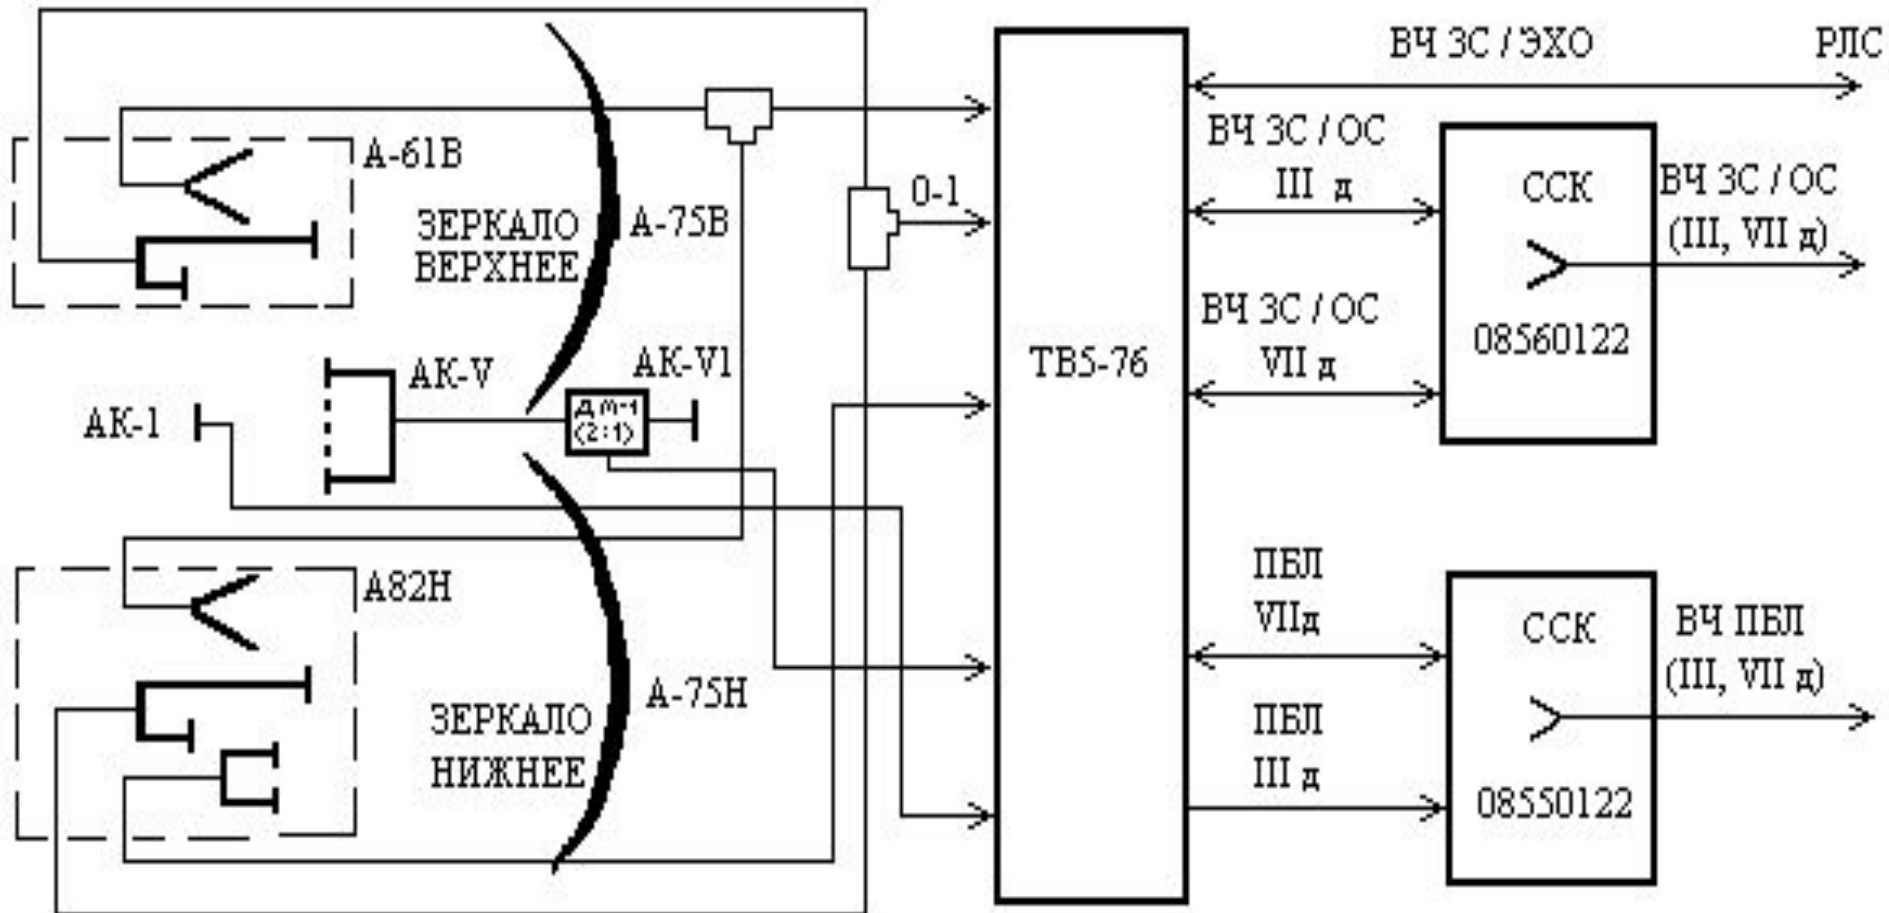 ВЧ ЗС / ЭХО
РЛС
А-61В
ЗЕРКАЛО
ВЕРХНЕЕ
А-75В
0-1
ВЧ ЗС / ОС
III д
ССК
08560122
ВЧ ЗС / ОС
(III, VII д)
ВЧ ЗС / ОС
VII д
ТВ5-76
АК-1
АК-V
ДМ-1
(2:1)
АК-V1
А82Н
ЗЕРКАЛО
НИЖНЕЕ
А-75Н
ПБЛ
VIIд
ПБЛ
III д
ССК
08550122
ВЧ ПБЛ
(III, VII д)